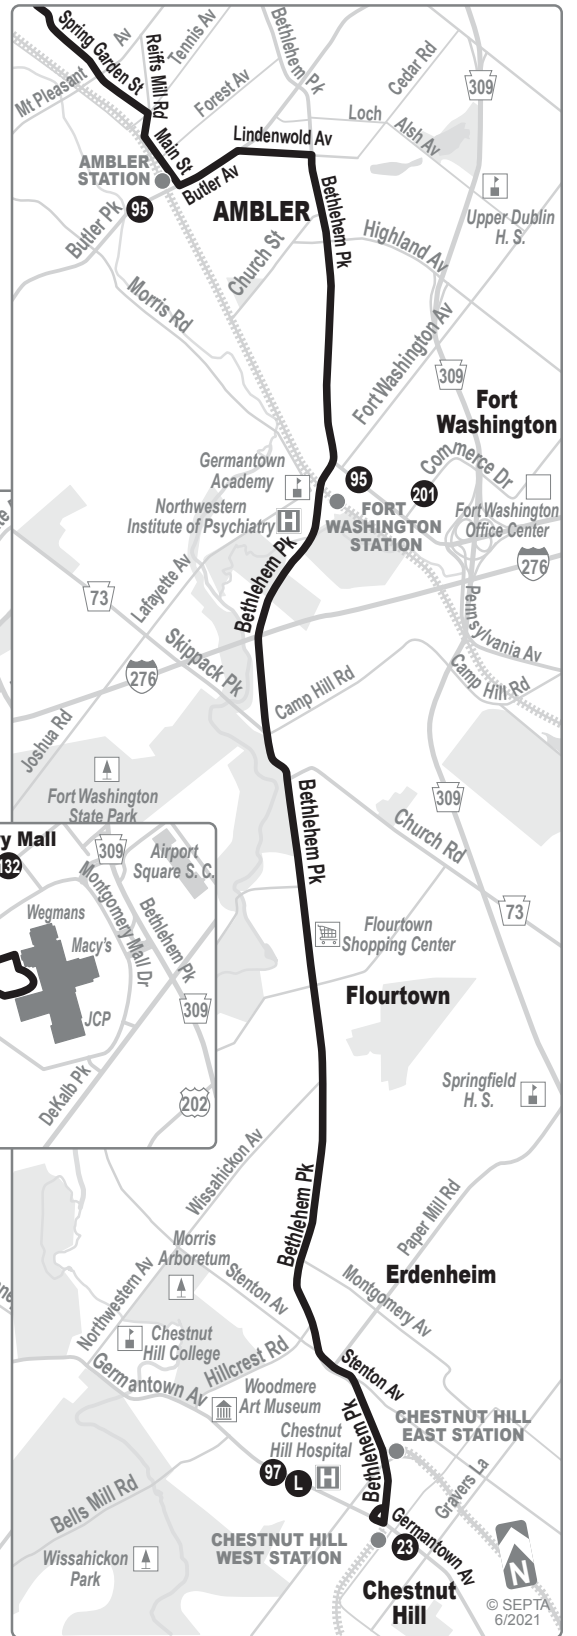 Spring Garden St
Av
Tennis Av
Bethlehem Pk
Cedar Rd
Mt Pleasant
Reiffs Mill Rd
Forest Av
309
Loch
Alsh Av
Lindenwold Av
Main St
AMBLER
STATION
Butler Av
95
Butler Pk
AMBLER
Bethlehem Pk
Upper Dublin
H. S.
Church St
Highland Av
Morris Rd
Fort Washington Av
309
Fort
Washington
Germantown
Academy
95
Commerce Dr
201
Northwestern
Institute of Psychiatry
H
FORT
WASHINGTON
STATION
Fort Washington
Office Center
276
Bethlehem Pk
Lafayette Av
73
Pennsylvania Av
Skippack Pk
276
Camp Hill Rd
Camp Hill Rd
Joshua Rd
Fort Washington
State Park
Bethlehem Pk
309
Church Rd
73
y Mall
132
309
Airport
Square S. C.
Montgomery Mall Dr
Bethlehem Pk
Wegmans
Macy's
JCP
309
DeKalb Pk
202
Flourtown
Shopping Center
Flourtown
Springfield
H. S.
Wissahickon Av
Bethlehem Pk
Paper Mill Rd
Morris
Arboretum
Northwestern Av
Stenton Av
Erdenheim
Montgomery Av
Chestnut
Hill College
Hillcrest Rd
Germantown Av
Stenton Av
Woodmere
Art Museum
Bethlehem Pk
CHESTNUT HILL
EAST STATION
Chestnut
Hill Hospital
97
L
H
Gravers La
Bells Mill Rd
Germantown Av
CHESTNUT HILL
WEST STATION
23
Wissahickon
Park
Chestnut
Hill
N
© SEPTA
6/2021